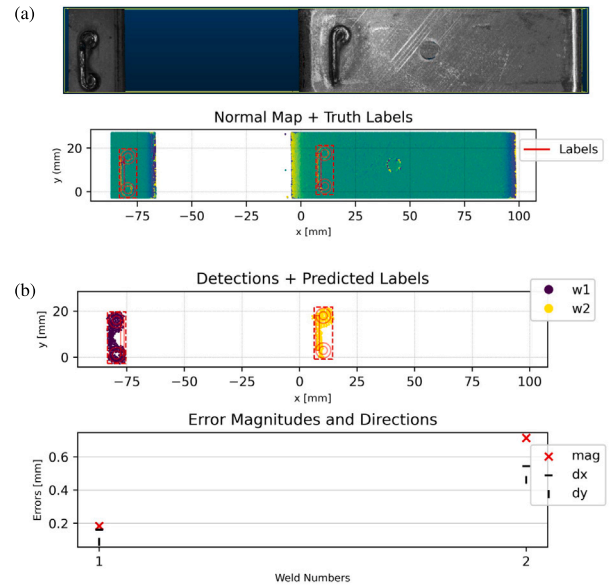 (a)
Normal Map + Truth Labels
Labels
y (mm)
20
0
−75
−50
−25
0
25
50
75
100
x [mm]
(b)
Detections + Predicted Labels
w1
w2
y [mm]
20
0
−75
−50
−25
0
25
50
75
100
x [mm]
Error Magnitudes and Directions
mag
dx
dy
Errors [mm]
0.6
0.4
0.2
1
2
Weld Numbers